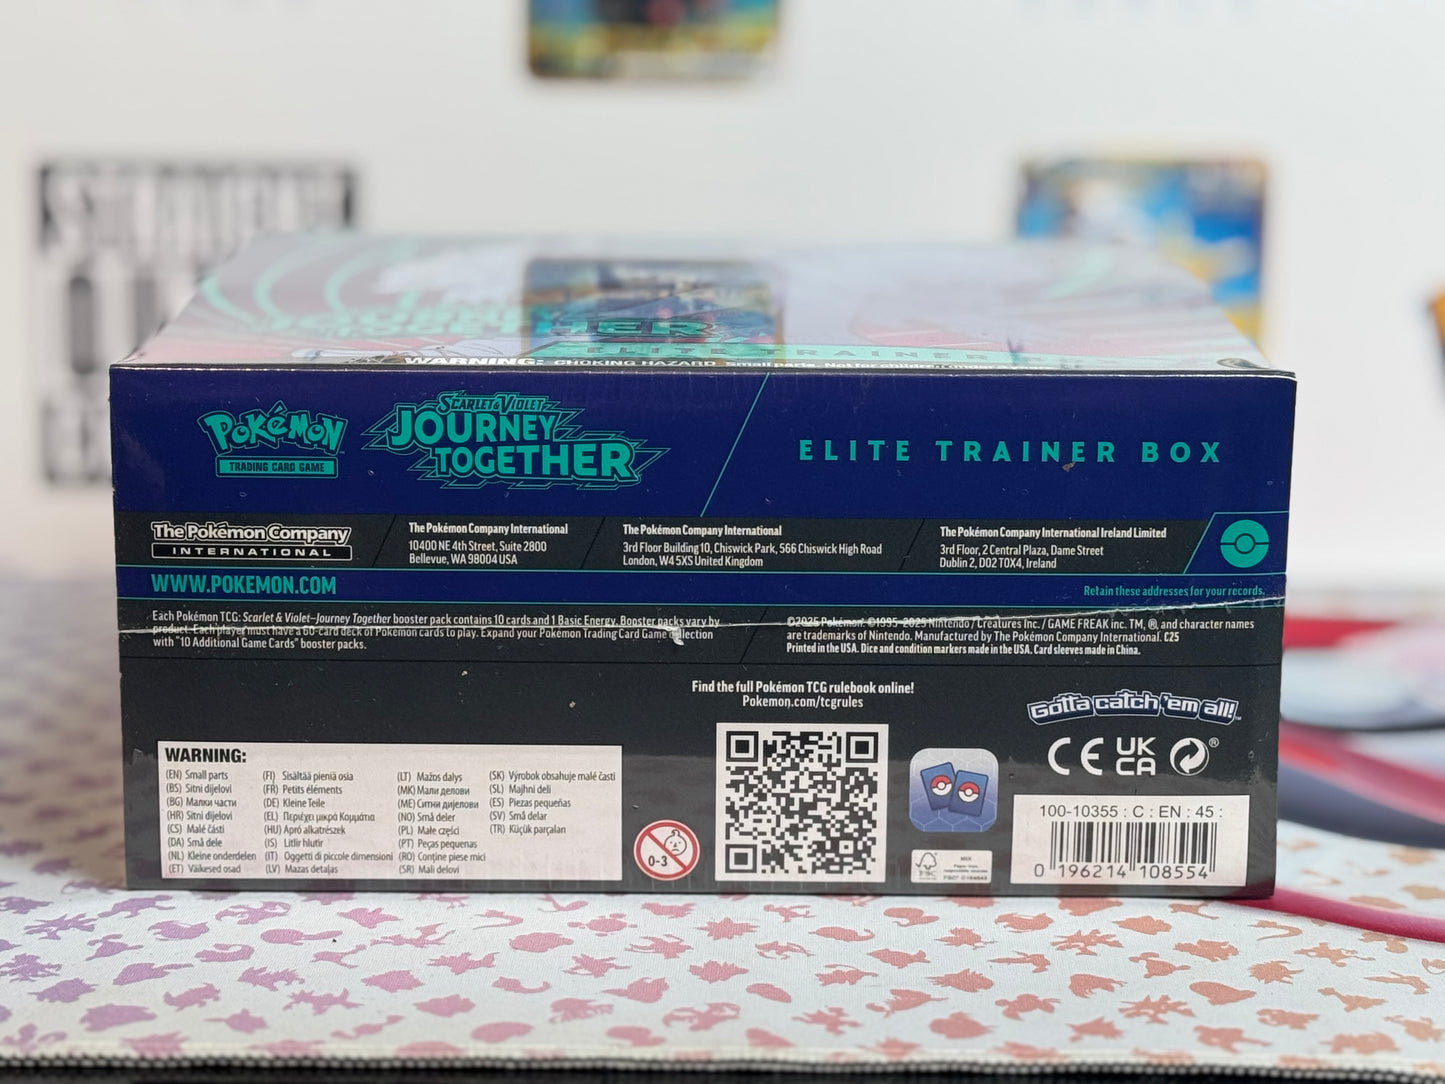 JOURNEY
TOGETHER
ELITE TRAINER
WARNING: CHOKING HAZARD. Small parts. Not for children under
Pokémon
TRADING CARD GAME
SCARLET & VIOLET
JOURNEY
TOGETHER
ELITE TRAINER BOX
The Pokémon Company
INTERNATIONAL
The Pokémon Company International
10400 NE 4th Street, Suite 2800
Bellevue, WA 98004 USA
The Pokémon Company International
3rd Floor Building 10, Chiswick Park, 566 Chiswick High Road
London, W4 5XS United Kingdom
The Pokémon Company International Ireland Limited
3rd Floor, 2 Central Plaza, Dame Street
Dublin 2, D02 T0X4, Ireland
WWW.POKEMON.COM
Retain these addresses for your records.
Each Pokémon TCG: Scarlet & Violet—Journey Together booster pack contains 10 cards and 1 Basic Energy. Booster packs vary by
product. Each player must have a 60-card deck of Pokémon cards to play. Expand your Pokémon Trading Card Game collection
with "10 Additional Game Cards" booster packs.
©2025 Pokémon. ©1995–2025 Nintendo / Creatures Inc. / GAME FREAK inc. TM, ®, and character names
are trademarks of Nintendo. Manufactured by The Pokémon Company International. C25
Printed in the USA. Dice and condition markers made in the USA. Card sleeves made in China.
Find the full Pokémon TCG rulebook online!
Pokemon.com/tcgrules
Gotta catch 'em all!™
CE UK CA ®
WARNING:
(EN) Small parts
(BS) Sitni dijelovi
(BG) Малки части
(HR) Sitni dijelovi
(CS) Malé části
(DA) Små dele
(NL) Kleine onderdelen
(ET) Väikesed osad
(FI) Sisältää pieniä osia
(FR) Petits éléments
(DE) Kleine Teile
(EL) Περιέχει μικρά Κομμάτια
(HU) Apró alkatrészek
(IS) Litlir hlutir
(IT) Oggetti di piccole dimensioni
(LV) Mazas detaļas
(LT) Mažos dalys
(MK) Мали делови
(ME) Ситни дијелови
(NO) Små deler
(PL) Małe części
(PT) Peças pequenas
(RO) Conține piese mici
(SR) Mali delovi
(SK) Výrobok obsahuje malé časti
(SL) Majhni deli
(ES) Piezas pequeñas
(SV) Små delar
(TR) Küçük parçalan
0-3
FSC
MIX
Paper from
responsible sources
100-10355 : C : EN : 45 :
0 196214 108554